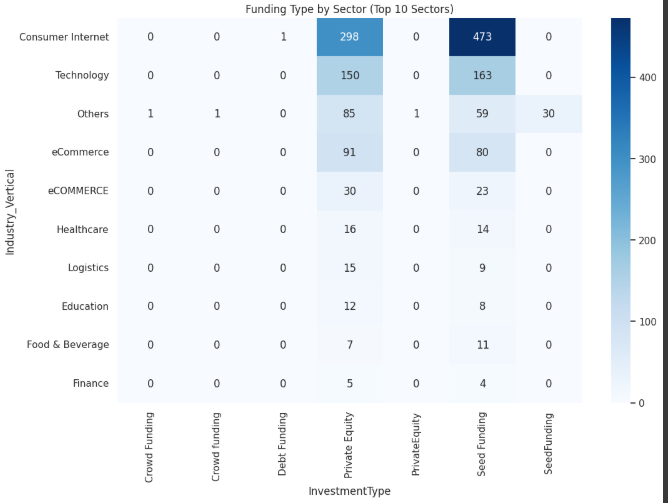 Funding Type by Sector (Top 10 Sectors)
Consumer Internet 0 0 1 298 0 473 0
Technology 0 0 0 150 0 163 0
Others 1 1 0 85 1 59 30
eCommerce 0 0 0 91 0 80 0
eCOMMERCE 0 0 0 30 0 23 0
Healthcare 0 0 0 16 0 14 0
Logistics 0 0 0 15 0 9 0
Education 0 0 0 12 0 8 0
Food & Beverage 0 0 0 7 0 11 0
Finance 0 0 0 5 0 4 0
Industry_Vertical
Crowd Funding
Crowd funding
Debt Funding
Private Equity
PrivateEquity
Seed Funding
SeedFunding
InvestmentType
400
300
200
100
0